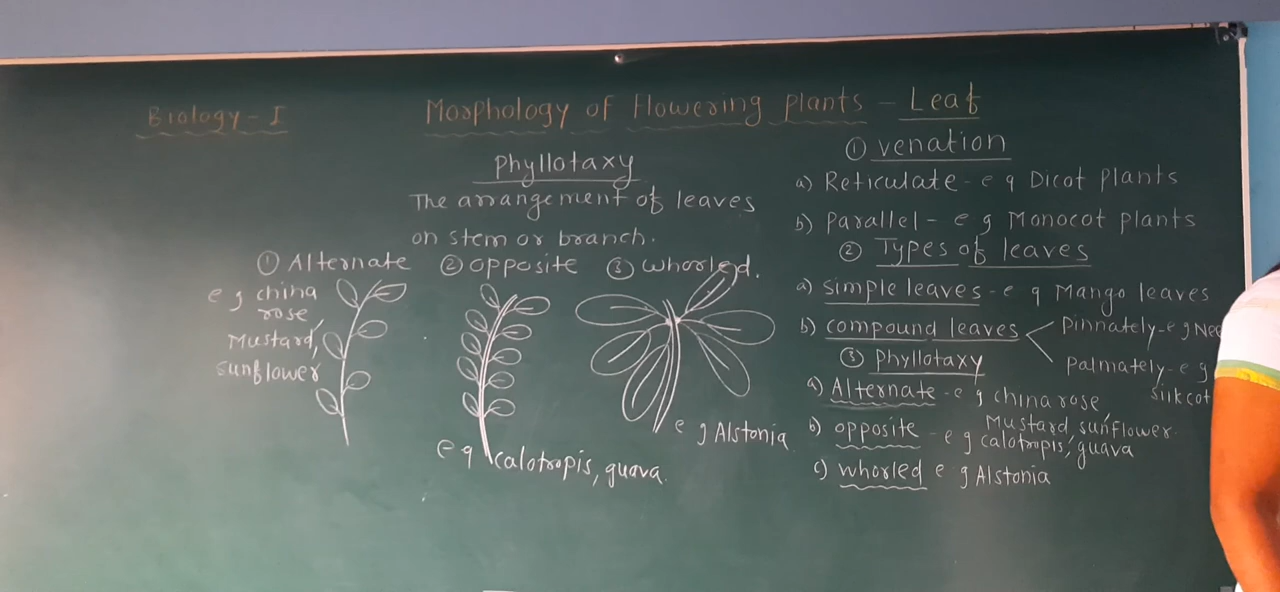 Biology-I
Morphology of Flowering plants - Leaf
Phyllotaxy
The arrangement of leaves
on stem or branch.
① Alternate ② opposite ③ whorled.
e g china
rose,
Mustard,
sunflower
e g calotropis, guava.
e g Alstonia
① venation
a) Reticulate - e g Dicot plants
b) Parallel - e g Monocot plants
② Types of leaves
a) simple leaves - e g Mango leaves
b) compound leaves < Pinnately - e g Nee
Palmately - e g
silkcot
③ Phyllotaxy
a) Alternate - e g china rose
Mustard, sunflower.
b) opposite - e g calotropis, guava
c) whorled e g Alstonia